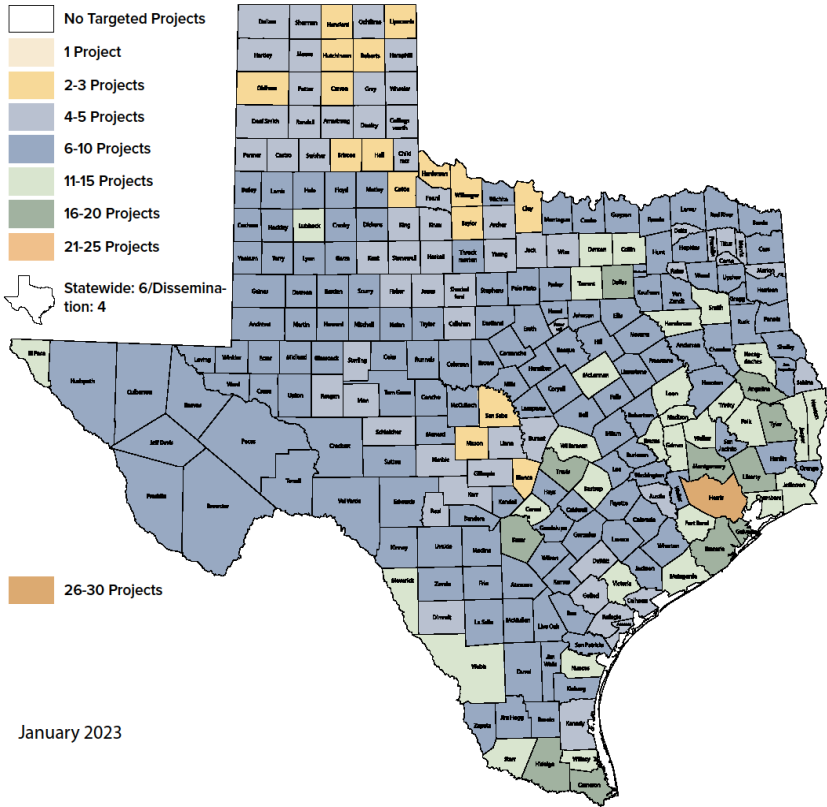 No Targeted Projects
1 Project
2-3 Projects
4-5 Projects
6-10 Projects
11-15 Projects
16-20 Projects
21-25 Projects
Statewide: 6/Dissemina-
tion: 4
26-30 Projects
January 2023
Dallam Sherman Hansford Ochiltree Lipscomb
Hartley Moore Hutchinson Roberts Hemphill
Oldham Potter Carson Gray Wheeler
Deaf Smith Randall Armstrong Donley Collings
worth
Parmer Castro Swisher Briscoe Hall Child
ress
Bailey Lamb Hale Floyd Motley Cottle Foard Hardeman Wilbarger Wichita Clay
Cochran Hockley Lubbock Crosby Dickens King Knox Baylor Archer Montague Cooke Grayson Fannin Lamar Red River Bowie
Yoakum Terry Lynn Garza Kent Stonewall Haskell Throck
morton Young Jack Wise Denton Collin Hunt Delta Hopkins Titus Cass
Gaines Dawson Borden Scurry Fisher Jones Shackel
ford Stephens Palo Pinto Parker Tarrant Dallas Kaufman Van
Zandt Wood Upshur Marion Harrison
Andrews Martin Howard Mitchell Nolan Taylor Callahan Eastland Erath Hood Johnson Ellis Henderson Smith Gregg Rusk Panola
El Paso Hudspeth Culberson Reeves Loving Winkler Ector Midland Glasscock Sterling Coke Runnels Coleman Brown Comanche Hamilton Bosque Hill Navarro Freestone Anderson Cherokee Nacog-
doches Shelby
Ward Crane Upton Reagan Irion Tom Green Concho McCulloch San Saba Mills Lampasas Coryell McLennan Limestone Leon Houston Angelina Sabine
Jeff Davis Pecos Crockett Schleicher Menard Mason Llano Burnet Bell Falls Robertson Madison Trinity Polk Tyler Jasper Newton
Presidio Brewster Terrell Val Verde Sutton Kimble Gillespie Blanco Williamson Milam Brazos Grimes Walker San
Jacinto Hardin Orange
Edwards Kerr Real Kendall Hays Travis Bastrop Lee Burleson Washington Montgomery Liberty Jefferson
Kinney Uvalde Bandera Medina Bexar Comal Guadalupe Caldwell Fayette Austin Harris Chambers
Maverick Zavala Frio Atascosa Wilson Gonzales Lavaca Colorado Fort Bend Wharton Brazoria Galveston
Dimmit La Salle McMullen Live Oak Karnes DeWitt Victoria Jackson Matagorda Goliad Calhoun Bee Refugio
Webb Duval Jim
Wells San Patricio Nueces Kleberg
Zapata Jim Hogg Brooks Kenedy
Starr Hidalgo Willacy Cameron